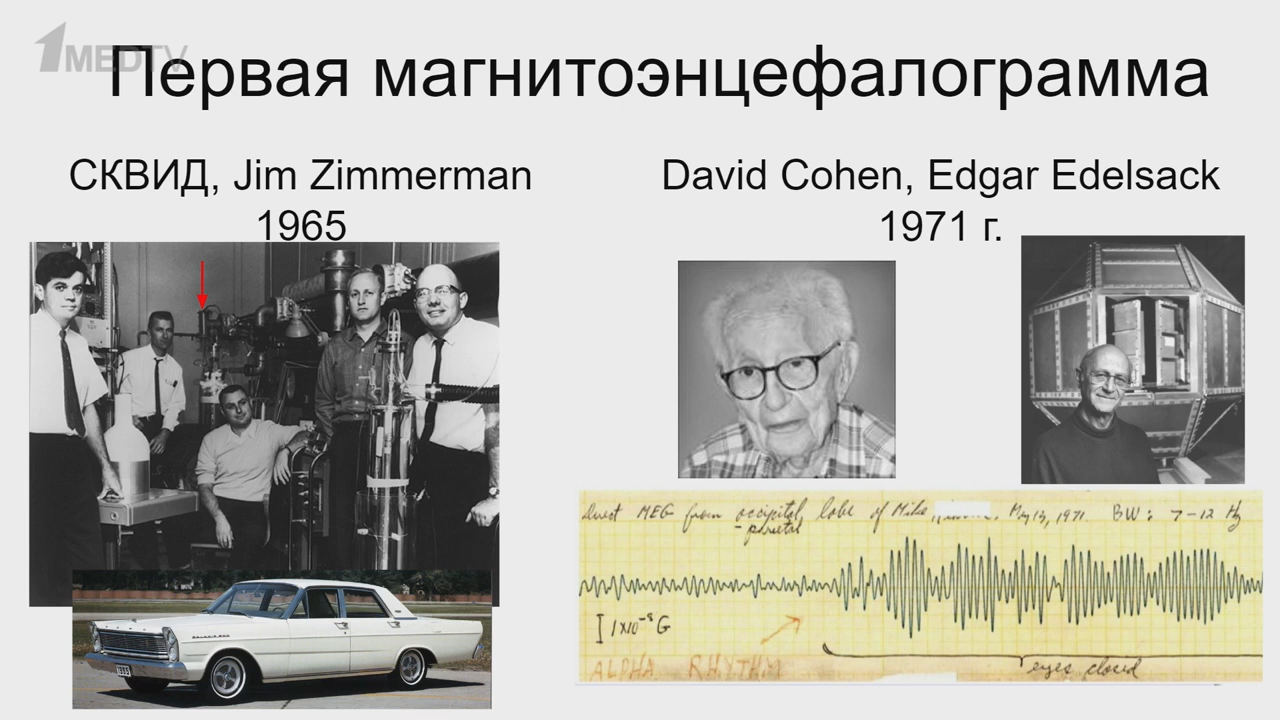 1MEDTV
Первая магнитоэнцефалограмма
СКВИД, Jim Zimmerman
1965
David Cohen, Edgar Edelsack
1971 г.
Direct MEG from occipital lobe of Mike May 1971 BW: 7-12 Hz
-parietal
I 1x10⁻⁸ G
ALPHA RHYTHM
eyes closed